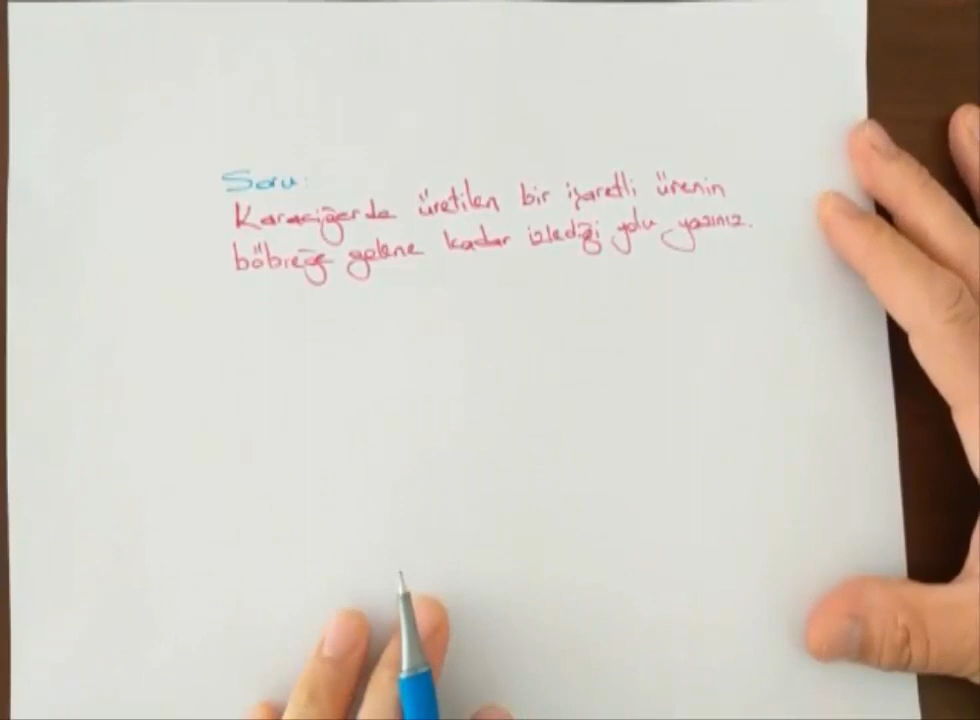 Soru:
Karaciğerde üretilen bir işaretli ürenin
böbreğe gelene kadar izlediği yolu yazınız.